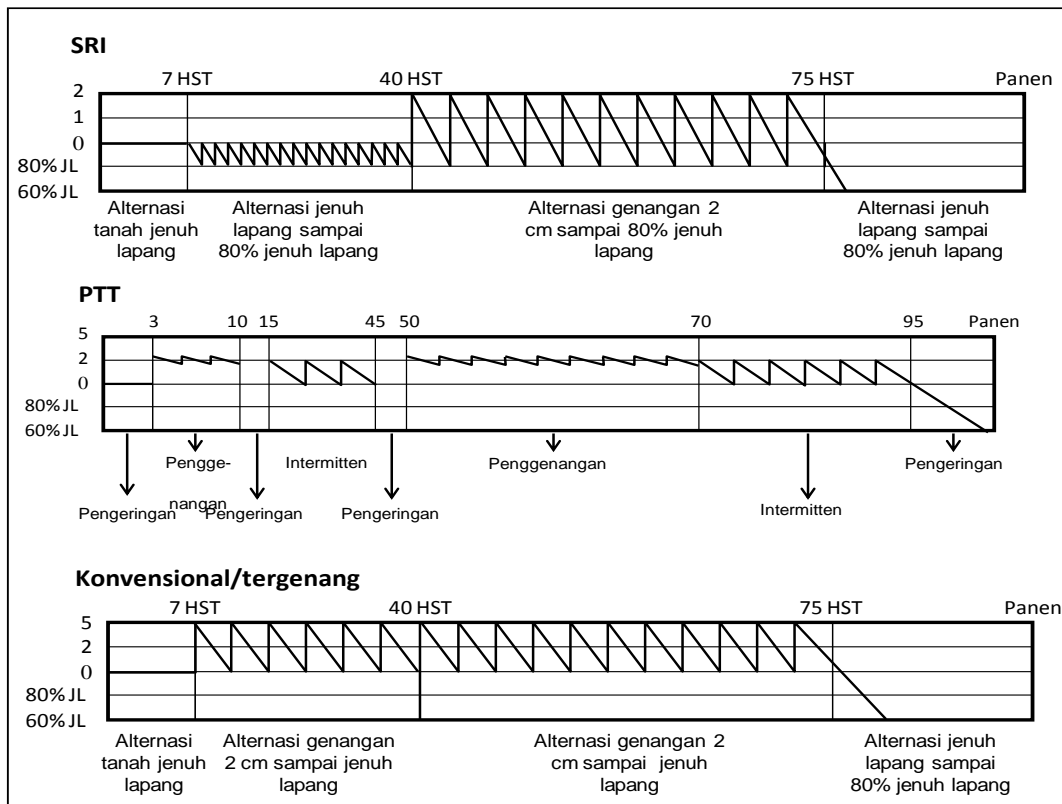 SRI
7 HST 40 HST 75 HST Panen
2
1
0
80% JL
60% JL
Alternasi tanah jenuh lapang
Alternasi jenuh lapang sampai 80% jenuh lapang
Alternasi genangan 2 cm sampai 80% jenuh lapang
Alternasi jenuh lapang sampai 80% jenuh lapang
PTT
3 10 15 45 50 70 95 Panen
5
2
0
80% JL
60% JL
Pengge-
nangan
Intermitten
Penggenangan
Pengeringan
Pengeringan
Pengeringan
Pengeringan
Intermitten
Konvensional/tergenang
7 HST 40 HST 75 HST Panen
5
2
0
80% JL
60% JL
Alternasi tanah jenuh lapang
Alternasi genangan 2 cm sampai jenuh lapang
Alternasi genangan 2 cm sampai jenuh lapang
Alternasi jenuh lapang sampai 80% jenuh lapang